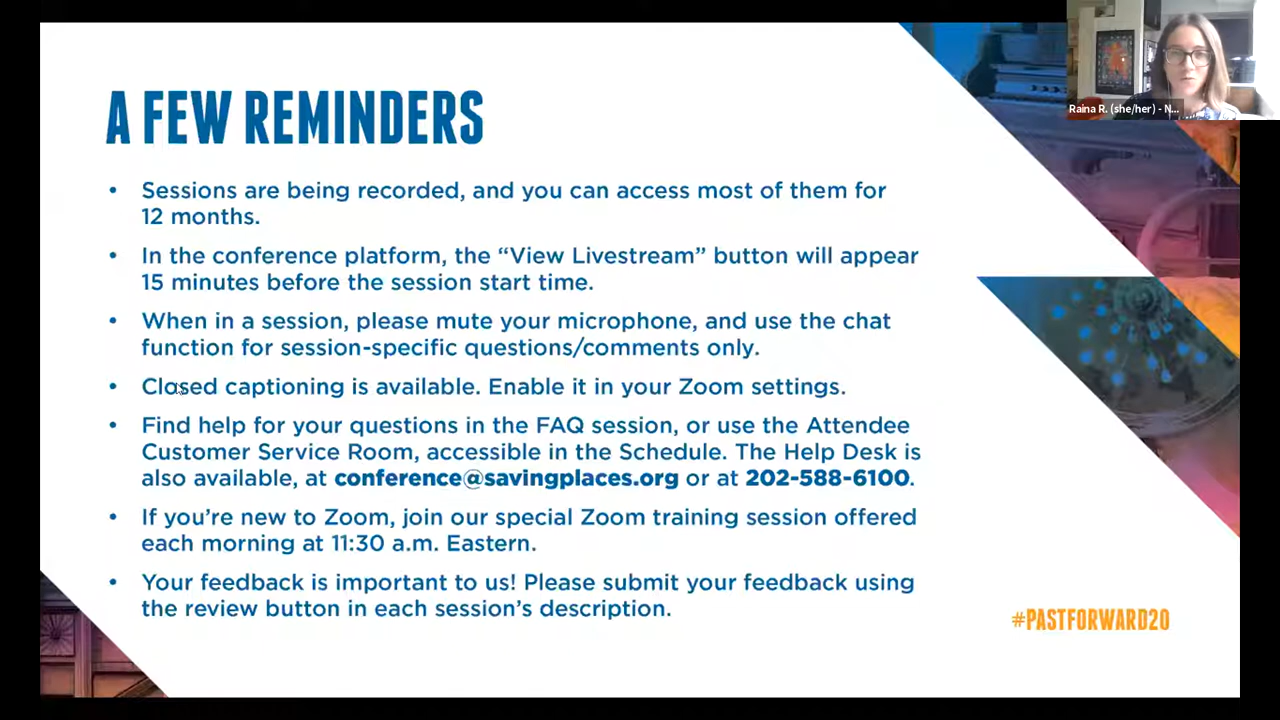 Raina R. (she/her) - N...
A FEW REMINDERS
• Sessions are being recorded, and you can access most of them for
12 months.
• In the conference platform, the “View Livestream” button will appear
15 minutes before the session start time.
• When in a session, please mute your microphone, and use the chat
function for session-specific questions/comments only.
• Closed captioning is available. Enable it in your Zoom settings.
• Find help for your questions in the FAQ session, or use the Attendee
Customer Service Room, accessible in the Schedule. The Help Desk is
also available, at conference@savingplaces.org or at 202-588-6100.
• If you’re new to Zoom, join our special Zoom training session offered
each morning at 11:30 a.m. Eastern.
• Your feedback is important to us! Please submit your feedback using
the review button in each session’s description.
#PASTFORWARD20